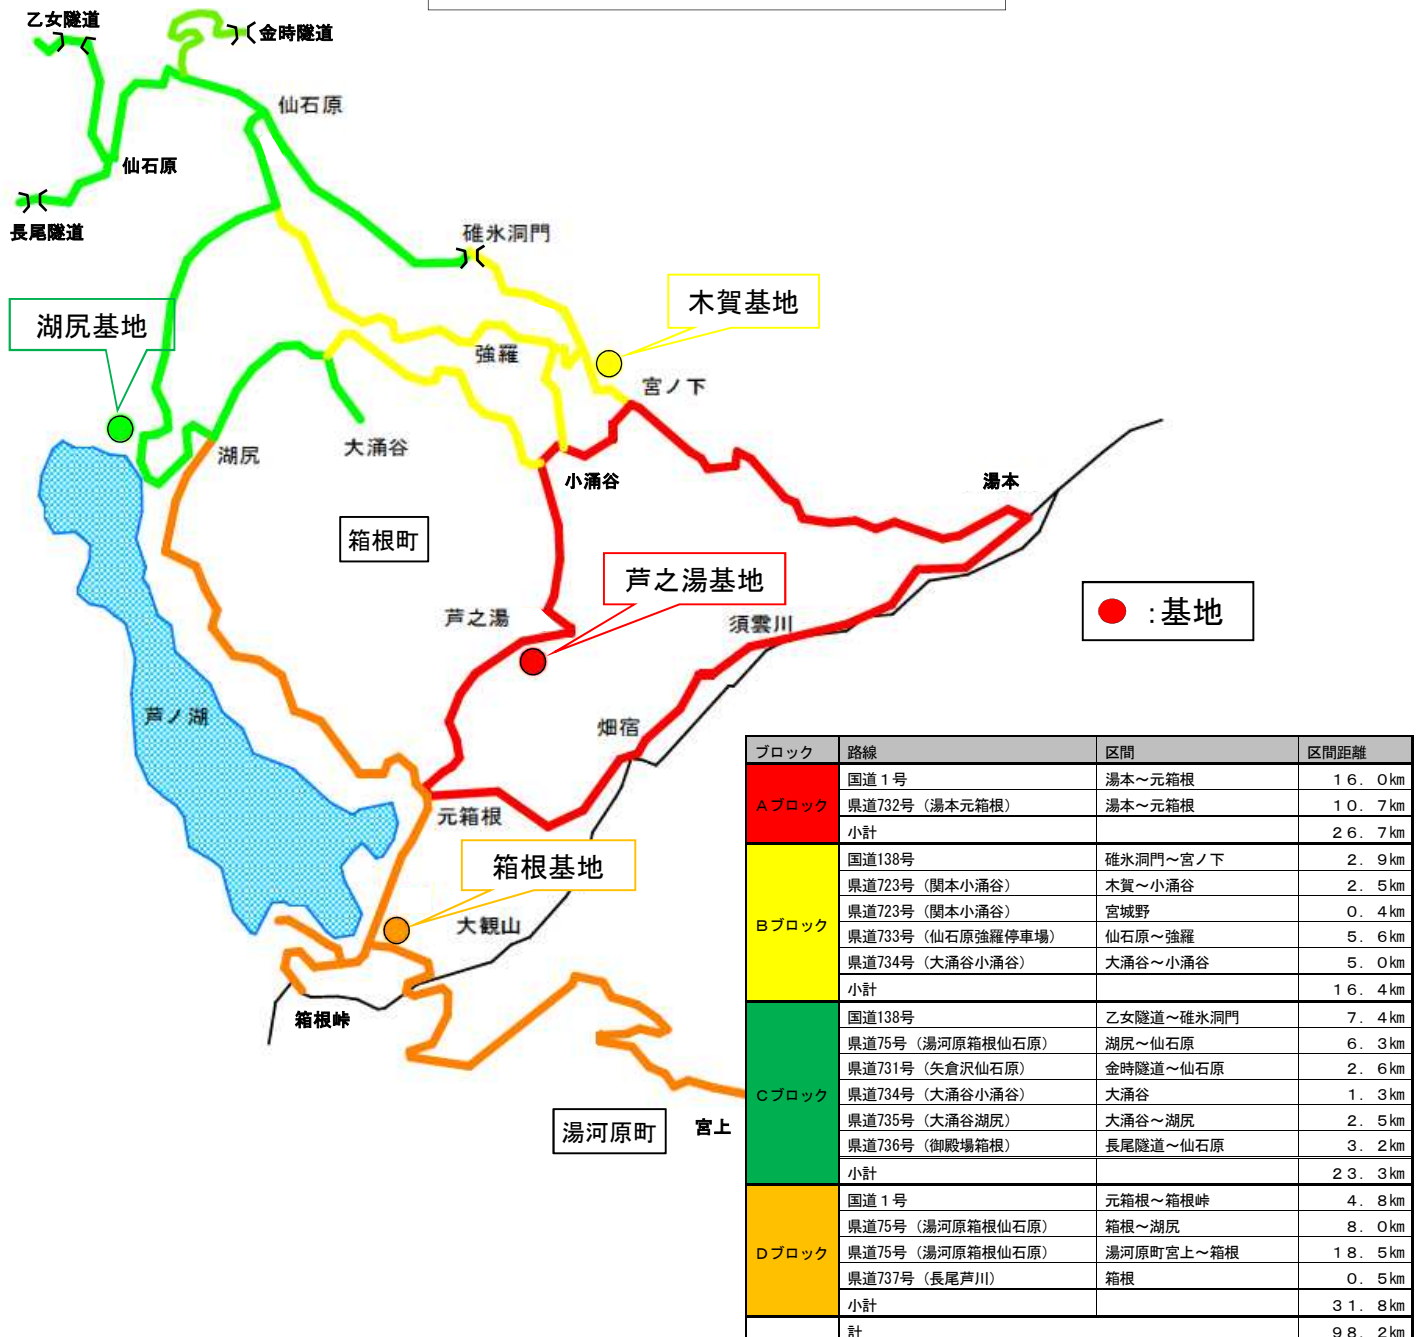 乙女隧道
金時隧道
仙石原
仙石原
長尾隧道
碓氷洞門
木賀基地
湖尻基地
強羅
宮ノ下
湖尻
大涌谷
小涌谷
湯本
箱根町
芦之湯基地
芦之湯
須雲川
●:基地
芦ノ湖
畑宿
元箱根
箱根基地
大観山
箱根峠
湯河原町
宮上
ブロック 路線 区間 区間距離
Aブロック
国道1号 湯本～元箱根 16.0km
県道732号(湯本元箱根) 湯本～元箱根 10.7km
小計 26.7km
Bブロック
国道138号 碓氷洞門～宮ノ下 2.9km
県道723号(関本小涌谷) 木賀～小涌谷 2.5km
県道723号(関本小涌谷) 宮城野 0.4km
県道733号(仙石原強羅停車場) 仙石原～強羅 5.6km
県道734号(大涌谷小涌谷) 大涌谷～小涌谷 5.0km
小計 16.4km
Cブロック
国道138号 乙女隧道～碓氷洞門 7.4km
県道75号(湯河原箱根仙石原) 湖尻～仙石原 6.3km
県道731号(矢倉沢仙石原) 金時隧道～仙石原 2.6km
県道734号(大涌谷小涌谷) 大涌谷 1.3km
県道735号(大涌谷湖尻) 大涌谷～湖尻 2.5km
県道736号(御殿場箱根) 長尾隧道～仙石原 3.2km
小計 23.3km
Dブロック
国道1号 元箱根～箱根峠 4.8km
県道75号(湯河原箱根仙石原) 箱根～湖尻 8.0km
県道75号(湯河原箱根仙石原) 湯河原町宮上～箱根 18.5km
県道737号(長尾芦川) 箱根 0.5km
小計 31.8km
計 98.2km